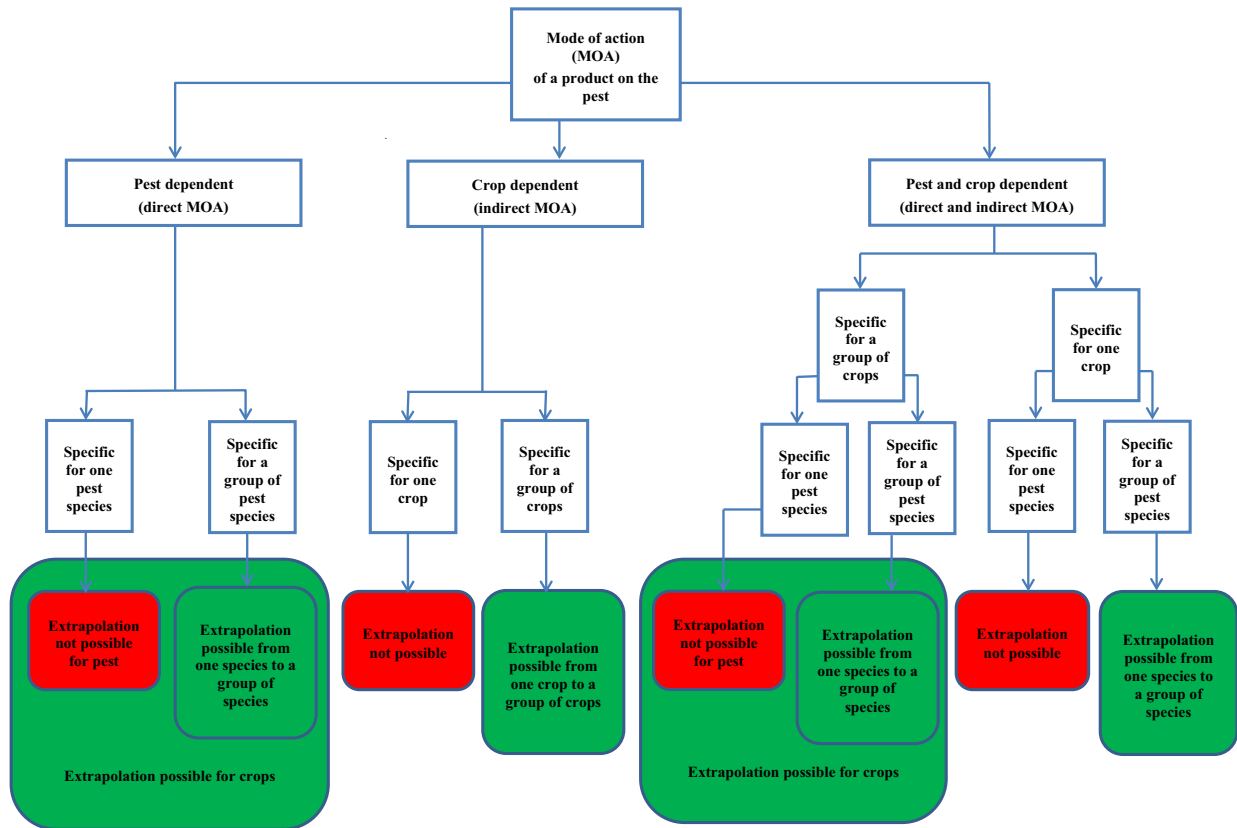 Mode of action
(MOA)
of a product on the
pest
Pest dependent
(direct MOA)
Crop dependent
(indirect MOA)
Pest and crop dependent
(direct and indirect MOA)
Specific
for a
group of
crops
Specific
for one
crop
Specific
for one
pest
species
Specific
for a
group of
pest
species
Specific
for one
crop
Specific
for a
group of
crops
Specific
for one
pest
species
Specific
for a
group of
pest
species
Specific
for one
pest
species
Specific
for a
group of
pest
species
Extrapolation
not possible
for pest
Extrapolation
possible from
one species to a
group of
species
Extrapolation possible for crops
Extrapolation
not possible
Extrapolation
possible from
one crop to a
group of crops
Extrapolation
not possible
for pest
Extrapolation
possible from
one species to a
group of
species
Extrapolation possible for crops
Extrapolation
not possible
Extrapolation
possible from
one species to
a group of
species